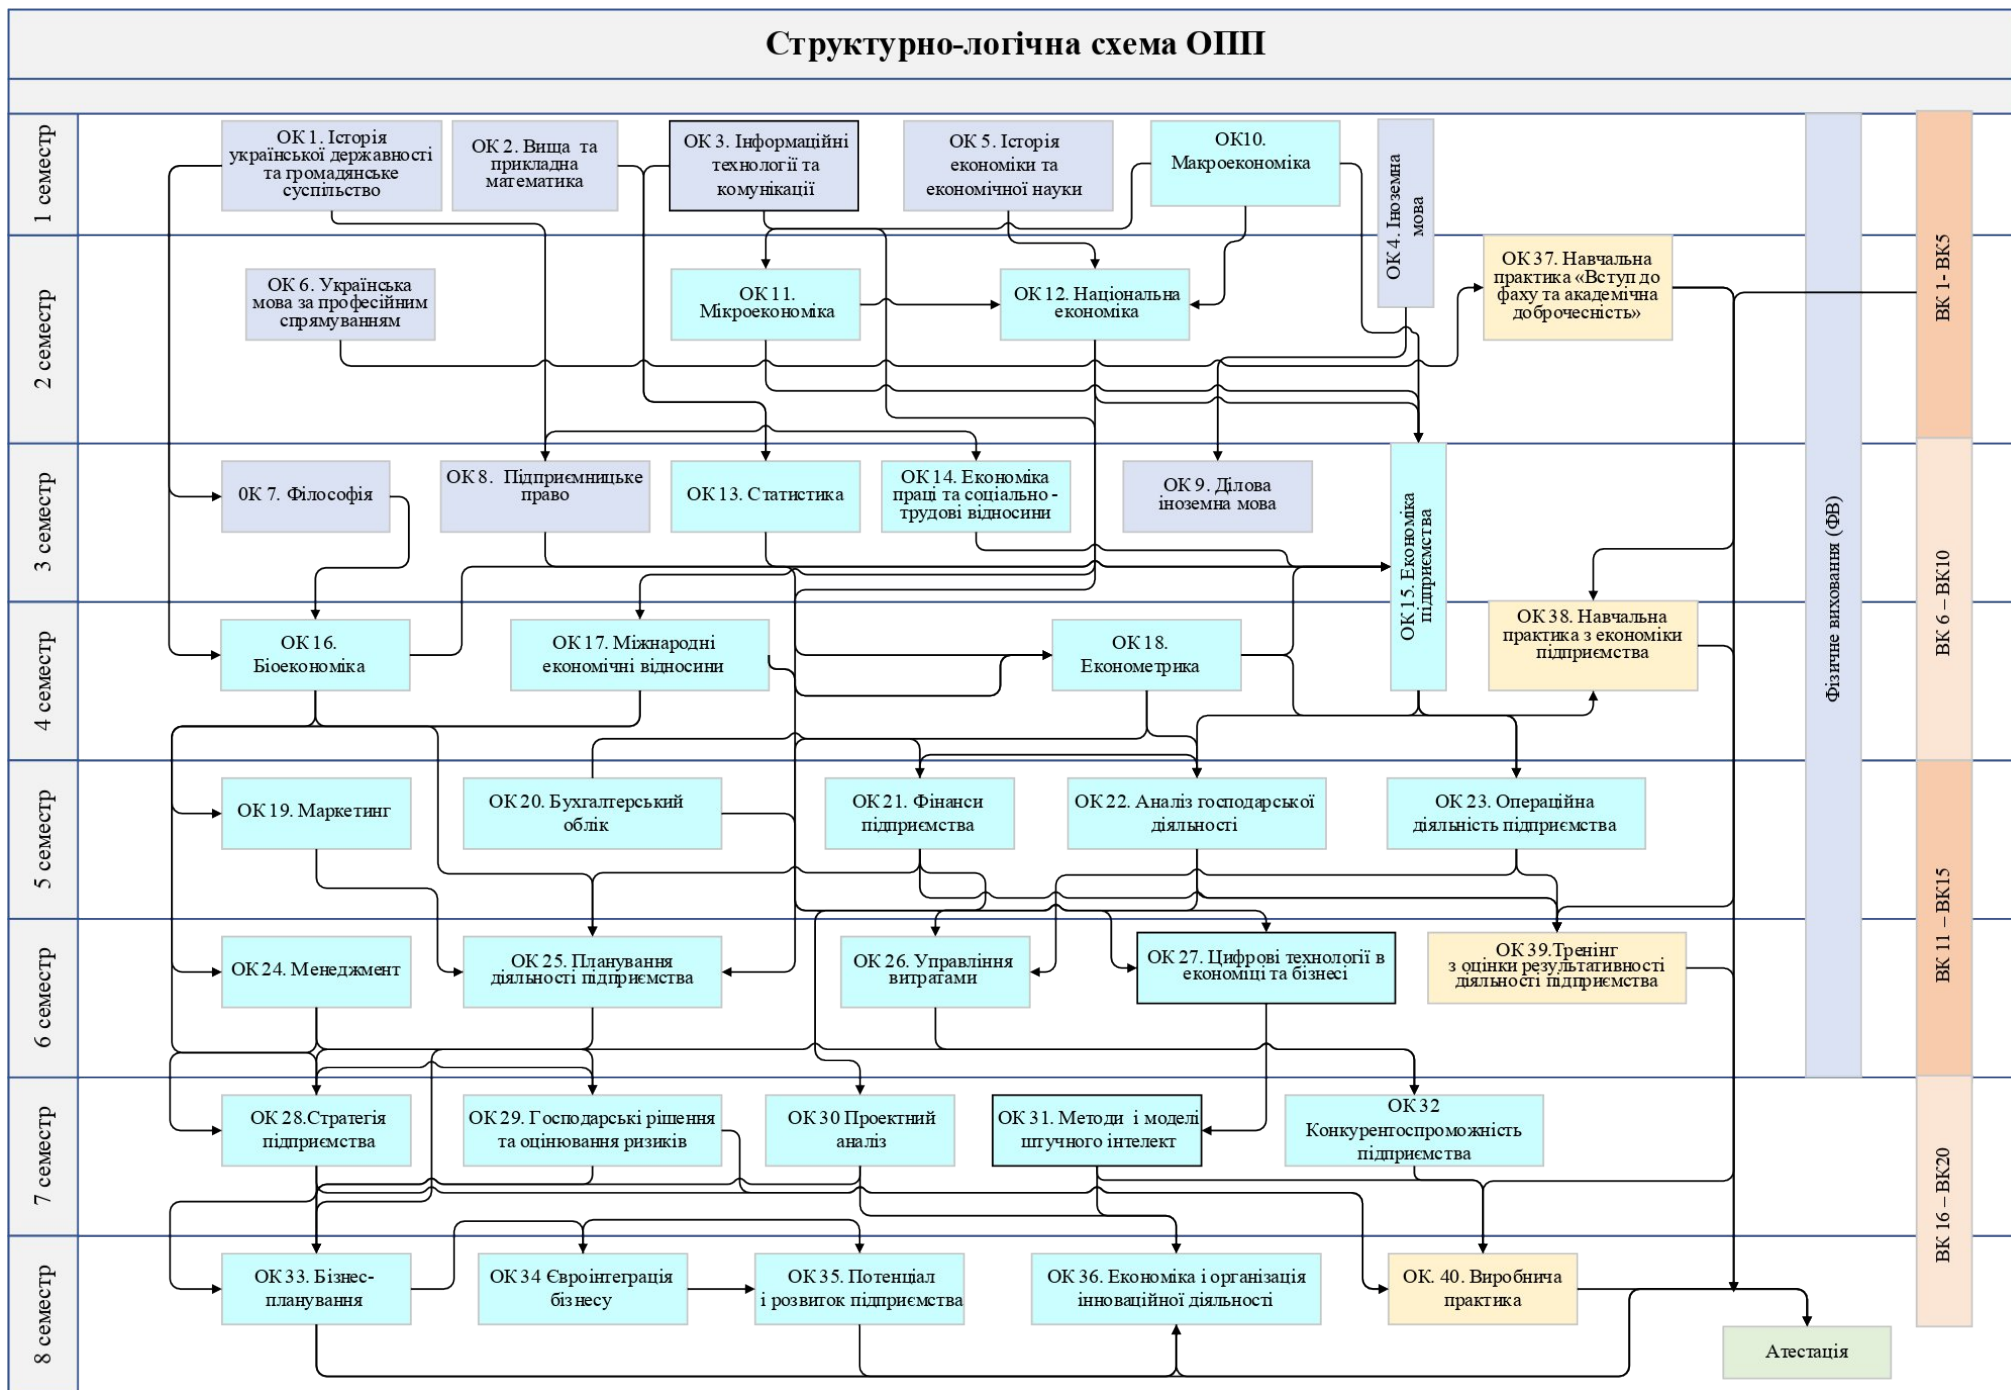 Структурно-логічна схема ОПП
1 семестр
ОК 1. Історія
української державності
та громадянське
суспільство
ОК 2. Вища та
прикладна
математика
ОК 3. Інформаційні
технології та
комунікації
ОК 5. Історія
економіки та
економічної науки
ОК10.
Макроекономіка
ОК 4. Іноземна
мова
ВК 1- ВК5
2 семестр
ОК 6. Українська
мова за професійним
спрямуванням
ОК 11.
Мікроекономіка
ОК 12. Національна
економіка
ОК 37. Навчальна
практика «Вступ до
фаху та академічна
доброчесність»
Фізичне виховання (ФВ)
3 семестр
0К 7. Філософія
ОК 8. Підприємницьке
право
ОК 13. Статистика
ОК 14. Економіка
праці та соціально -
трудові відносини
ОК 9. Ділова
іноземна мова
ОК 15. Економіка
підприємства
ВК 6 – ВК10
4 семестр
ОК 16.
Біоекономіка
ОК 17. Міжнародні
економічні відносини
ОК 18.
Економетрика
ОК 38. Навчальна
практика з економіки
підприємства
5 семестр
ОК 19. Маркетинг
ОК 20. Бухгалтерський
облік
ОК 21. Фінанси
підприємства
ОК 22. Аналіз господарської
діяльності
ОК 23. Операційна
діяльність підприємства
ВК 11 – ВК15
6 семестр
ОК 24. Менеджмент
ОК 25. Планування
діяльності підприємства
ОК 26. Управління
витратами
ОК 27. Цифрові технології в
економіці та бізнесі
ОК 39.Тренінг
з оцінки результативності
діяльності підприємства
7 семестр
ОК 28.Стратегія
підприємства
ОК 29. Господарські рішення
та оцінювання ризиків
ОК 30 Проектний
аналіз
ОК 31. Методи і моделі
штучного інтелект
ОК 32
Конкурентоспроможність
підприємства
ВК 16 – ВК20
8 семестр
ОК 33. Бізнес-
планування
ОК 34 Євроінтеграція
бізнесу
ОК 35. Потенціал
і розвиток підприємства
ОК 36. Економіка і організація
інноваційної діяльності
ОК. 40. Виробнича
практика
Атестація